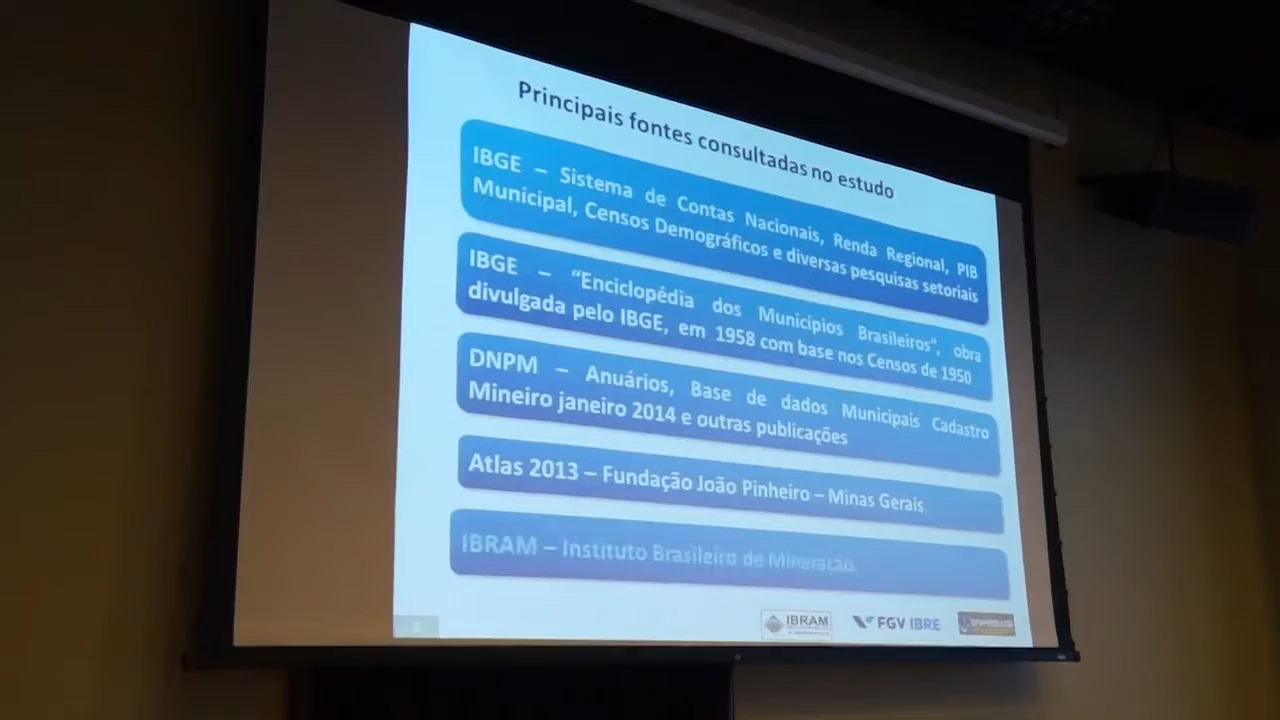 Principais fontes consultadas no estudo
IBGE – Sistema de Contas Nacionais, Renda Regional, PIB
Municipal, Censos Demográficos e diversas pesquisas setoriais
IBGE – “Enciclopédia dos Municípios Brasileiros”, obra
divulgada pelo IBGE, em 1958 com base nos Censos de 1950
DNPM – Anuários, Base de dados Municipais Cadastro
Mineiro janeiro 2014 e outras publicações
Atlas 2013 – Fundação João Pinheiro – Minas Gerais.
IBRAM – Instituto Brasileiro de Mineração.
IBRAM
FGV IBRE